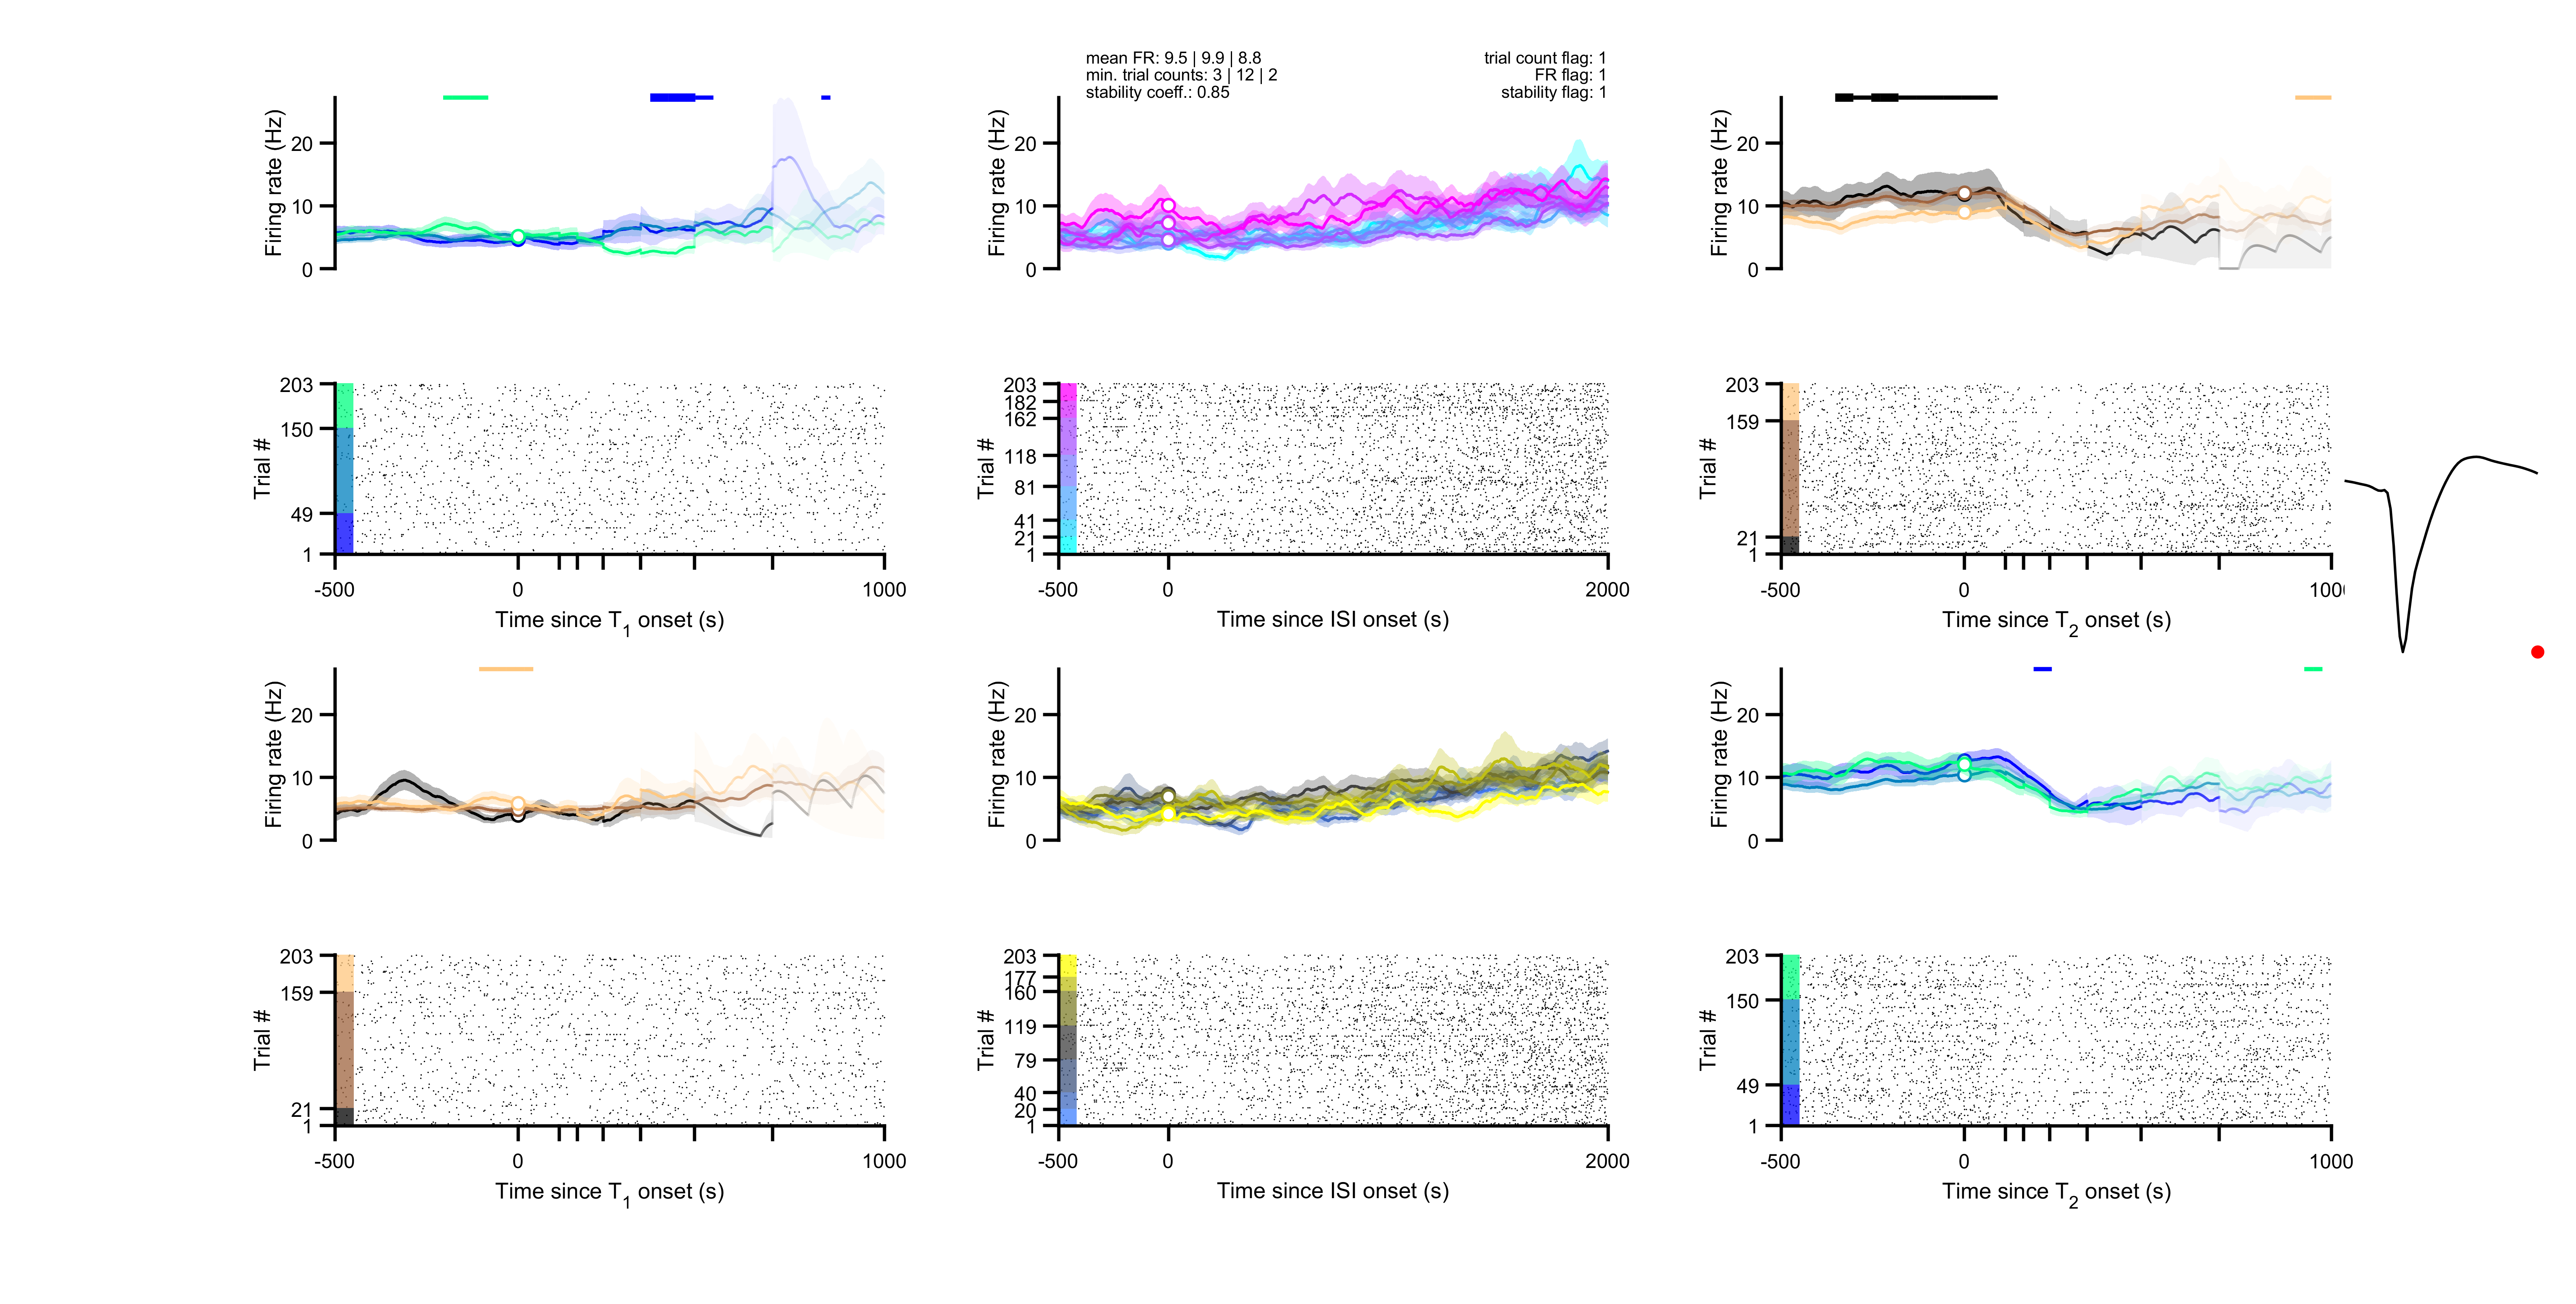 mean FR: 9.5 | 9.9 | 8.8
min. trial counts: 3 | 12 | 2
stability coeff.: 0.85
trial count flag: 1
FR flag: 1
stability flag: 1
Firing rate (Hz)
20
10
0
Firing rate (Hz)
20
10
0
Firing rate (Hz)
20
10
0
Trial #
203
150
49
1
-500
0
1000
Time since T1 onset (s)
Trial #
203
182
162
118
81
41
21
1
-500
0
2000
Time since ISI onset (s)
Trial #
203
159
21
1
-500
0
100
Time since T2 onset (s)
Firing rate (Hz)
20
10
0
Firing rate (Hz)
20
10
0
Firing rate (Hz)
20
10
0
Trial #
203
159
21
1
-500
0
1000
Time since T1 onset (s)
Trial #
203
177
160
119
79
40
20
1
-500
0
2000
Time since ISI onset (s)
Trial #
203
150
49
1
-500
0
1000
Time since T2 onset (s)